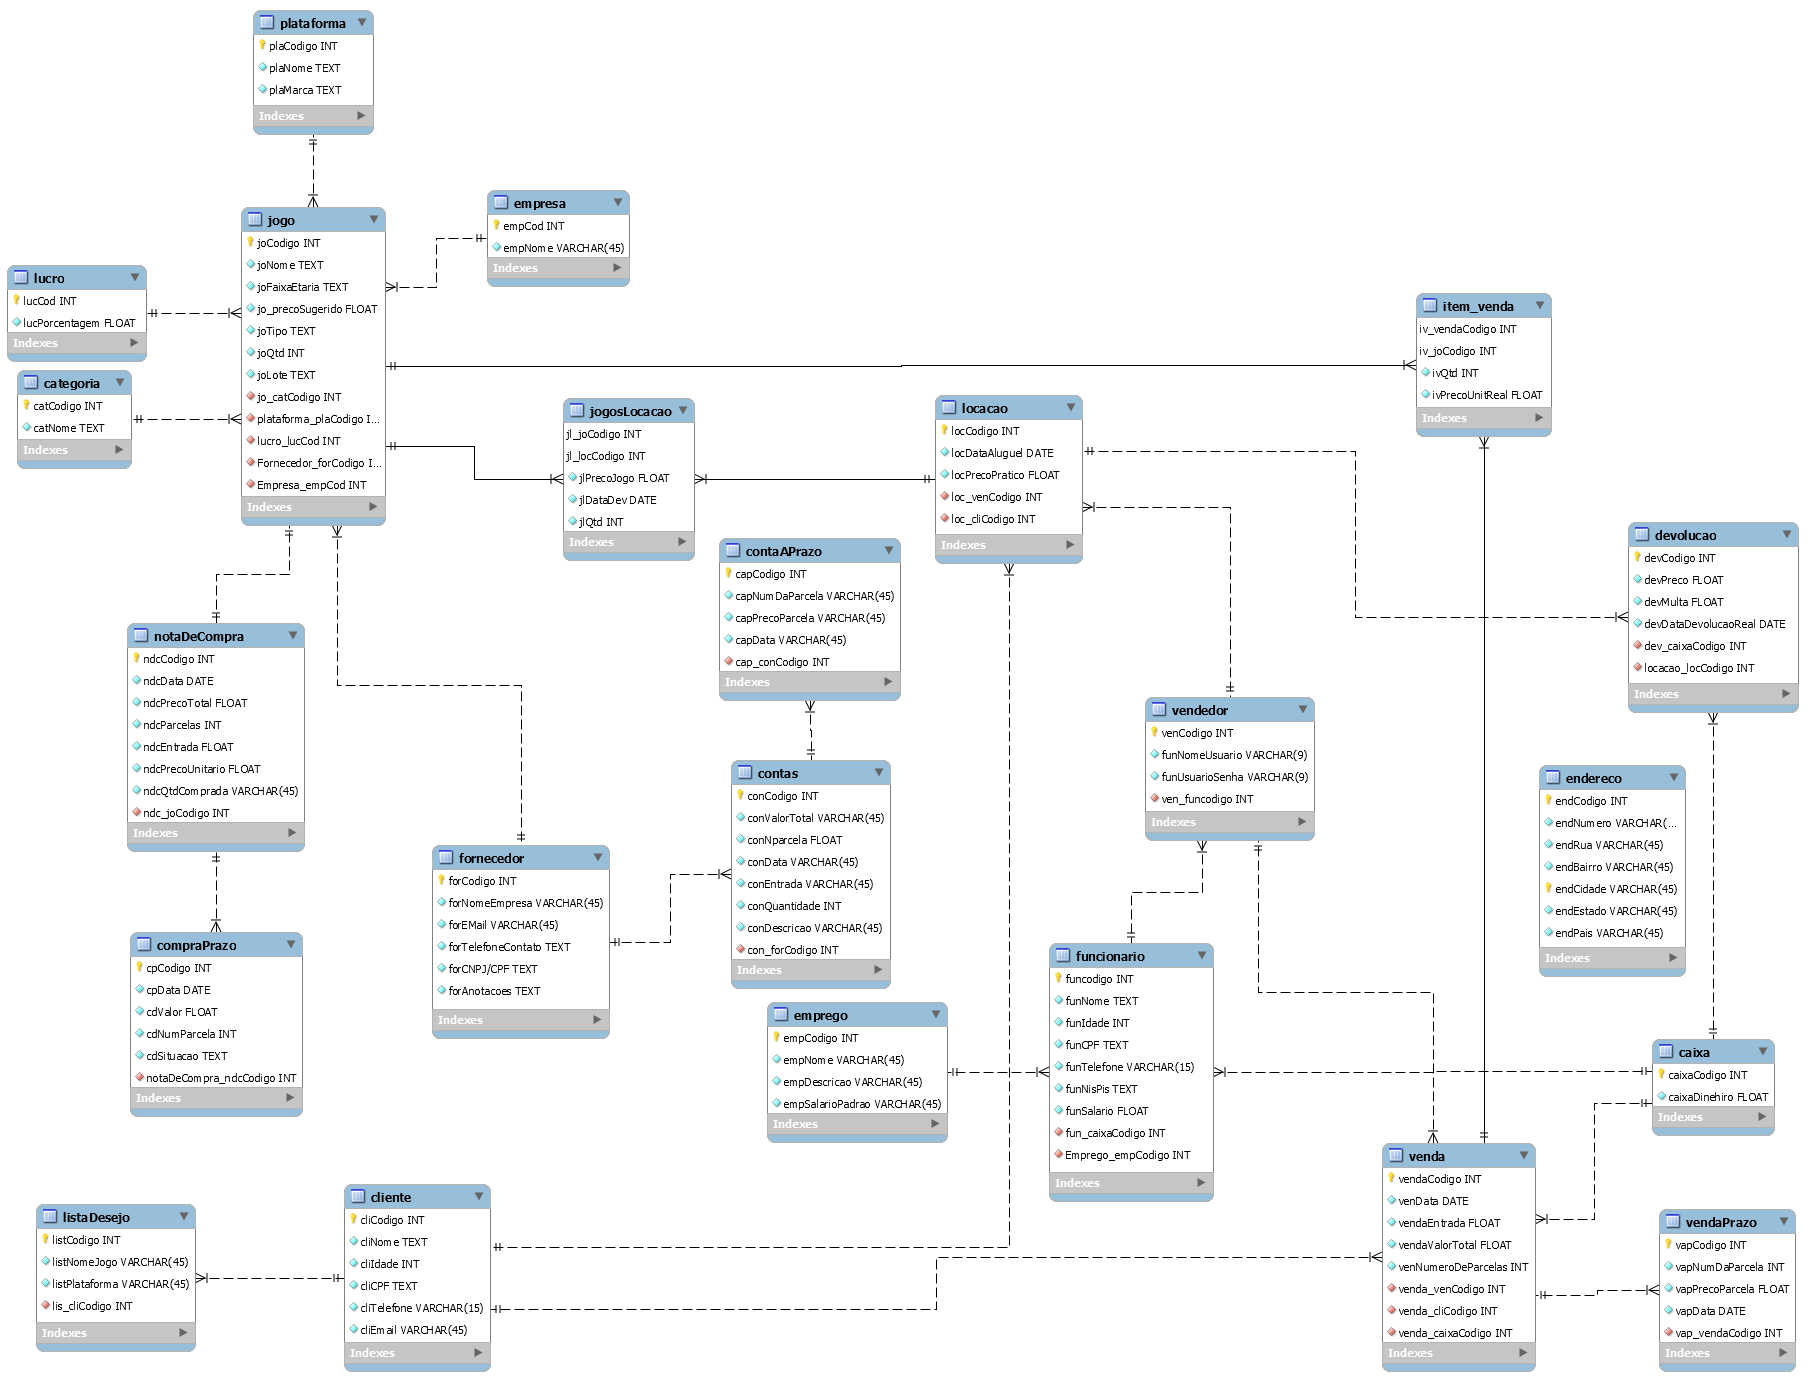 plataforma
plaCodigo INT
plaNome TEXT
plaMarca TEXT
Indexes
jogo
joCodigo INT
joNome TEXT
joFaixaEtaria TEXT
jo_precoSugerido FLOAT
joTipo TEXT
joQtd INT
joLote TEXT
jo_catCodigo INT
plataforma_plaCodigo I...
lucro_lucCod INT
Fornecedor_forCodigo I...
Empresa_empCod INT
Indexes
empresa
empCod INT
empNome VARCHAR(45)
Indexes
lucro
lucCod INT
lucPorcentagem FLOAT
Indexes
categoria
catCodigo INT
catNome TEXT
Indexes
item_venda
iv_vendaCodigo INT
iv_joCodigo INT
ivQtd INT
ivPrecoUnitReal FLOAT
Indexes
jogosLocacao
jl_joCodigo INT
jl_locCodigo INT
jlPrecoJogo FLOAT
jlDataDev DATE
jlQtd INT
Indexes
locacao
locCodigo INT
locDataAluguel DATE
locPrecoPratico FLOAT
loc_venCodigo INT
loc_cliCodigo INT
Indexes
devolucao
devCodigo INT
devPreco FLOAT
devMulta FLOAT
devDataDevolucaoReal DATE
dev_caixaCodigo INT
locacao_locCodigo INT
Indexes
contaAPrazo
capCodigo INT
capNumDaParcela VARCHAR(45)
capPrecoParcela VARCHAR(45)
capData VARCHAR(45)
cap_conCodigo INT
Indexes
notaDeCompra
ndcCodigo INT
ndcData DATE
ndcPrecoTotal FLOAT
ndcParcelas INT
ndcEntrada FLOAT
ndcPrecoUnitario FLOAT
ndcQtdComprada VARCHAR(45)
ndc_joCodigo INT
Indexes
vendedor
venCodigo INT
funNomeUsuario VARCHAR(9)
funUsuarioSenha VARCHAR(9)
ven_funcodigo INT
Indexes
contas
conCodigo INT
conValorTotal VARCHAR(45)
conNparcela FLOAT
conData VARCHAR(45)
conEntrada VARCHAR(45)
conQuantidade INT
conDescricao VARCHAR(45)
con_forCodigo INT
Indexes
endereco
endCodigo INT
endNumero VARCHAR(...
endRua VARCHAR(45)
endBairro VARCHAR(45)
endCidade VARCHAR(45)
endEstado VARCHAR(45)
endPais VARCHAR(45)
Indexes
fornecedor
forCodigo INT
forNomeEmpresa VARCHAR(45)
forEMail VARCHAR(45)
forTelefoneContato TEXT
forCNPJ/CPF TEXT
forAnotacoes TEXT
Indexes
compraPrazo
cpCodigo INT
cpData DATE
cdValor FLOAT
cdNumParcela INT
cdSituacao TEXT
notaDeCompra_ndcCodigo INT
Indexes
funcionario
funcodigo INT
funNome TEXT
funIdade INT
funCPF TEXT
funTelefone VARCHAR(15)
funNisPis TEXT
funSalario FLOAT
fun_caixaCodigo INT
Emprego_empCodigo INT
Indexes
emprego
empCodigo INT
empNome VARCHAR(45)
empDescricao VARCHAR(45)
empSalarioPadrao VARCHAR(45)
Indexes
caixa
caixaCodigo INT
caixaDinehiro FLOAT
Indexes
venda
vendaCodigo INT
venData DATE
vendaEntrada FLOAT
vendaValorTotal FLOAT
venNumeroDeParcelas INT
venda_venCodigo INT
venda_cliCodigo INT
venda_caixaCodigo INT
Indexes
cliente
cliCodigo INT
cliNome TEXT
cliIdade INT
cliCPF TEXT
cliTelefone VARCHAR(15)
cliEmail VARCHAR(45)
Indexes
listaDesejo
listCodigo INT
listNomeJogo VARCHAR(45)
listPlataforma VARCHAR(45)
lis_cliCodigo INT
Indexes
vendaPrazo
vapCodigo INT
vapNumDaParcela INT
vapPrecoParcela FLOAT
vapData DATE
vap_vendaCodigo INT
Indexes